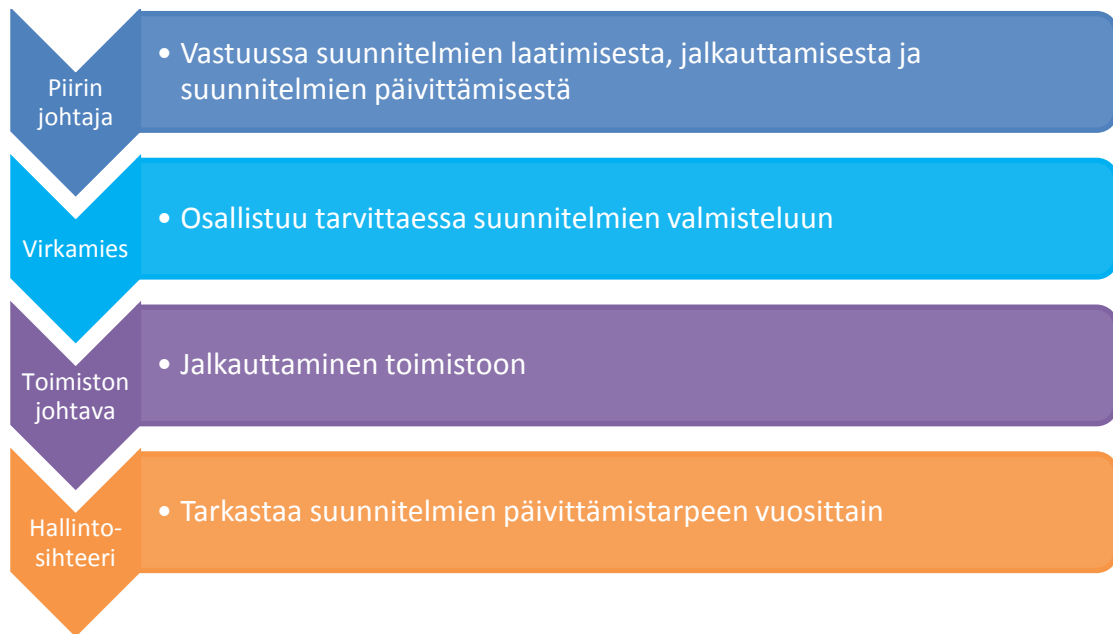 Piirin
johtaja
• Vastuussa suunnitelmien laatimisesta, jalkauttamisesta ja
suunnitelmien päivittämisestä
Virkamies
• Osallistuu tarvittaessa suunnitelmien valmisteluun
Toimiston
johtava
• Jalkauttaminen toimistoon
Hallinto-
sihteeri
• Tarkastaa suunnitelmien päivittämistarpeen vuosittain